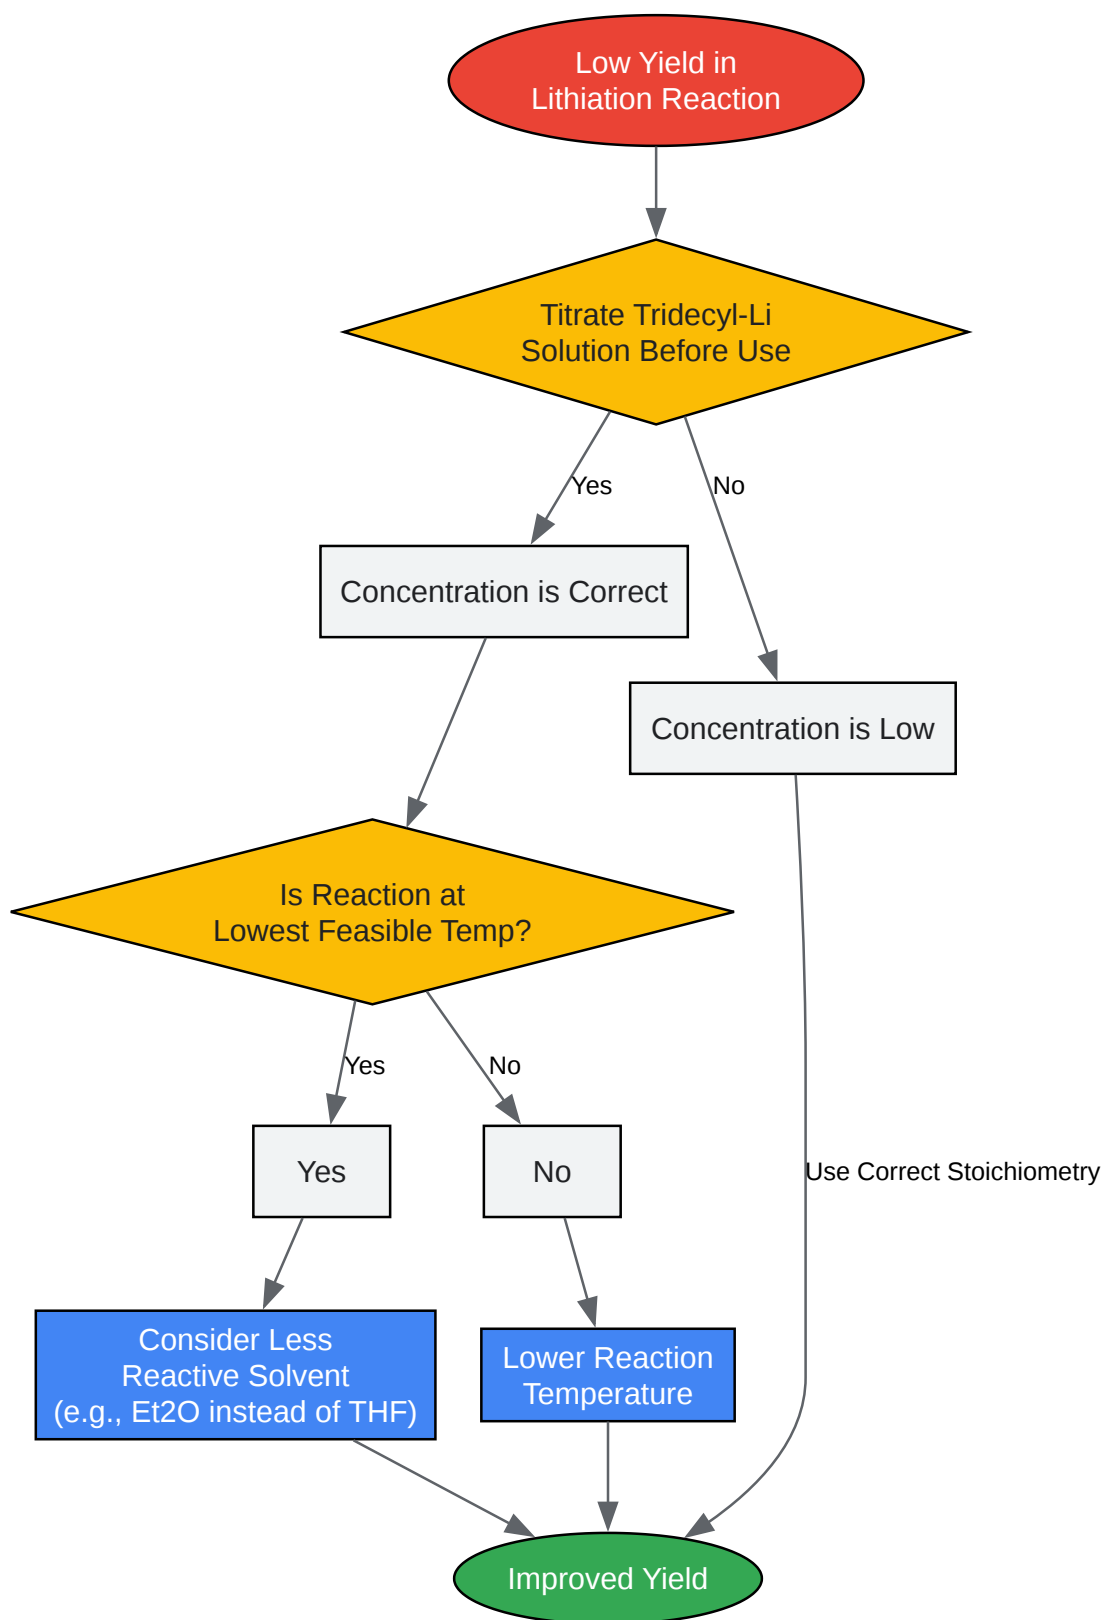 Low Yield in
Lithiation Reaction
Titrate Tridecyl-Li
Solution Before Use
Yes
No
Concentration is Correct
Concentration is Low
Is Reaction at
Lowest Feasible Temp?
Yes
No
Yes
No
Use Correct Stoichiometry
Consider Less
Reactive Solvent
(e.g., Et2O instead of THF)
Lower Reaction
Temperature
Improved Yield